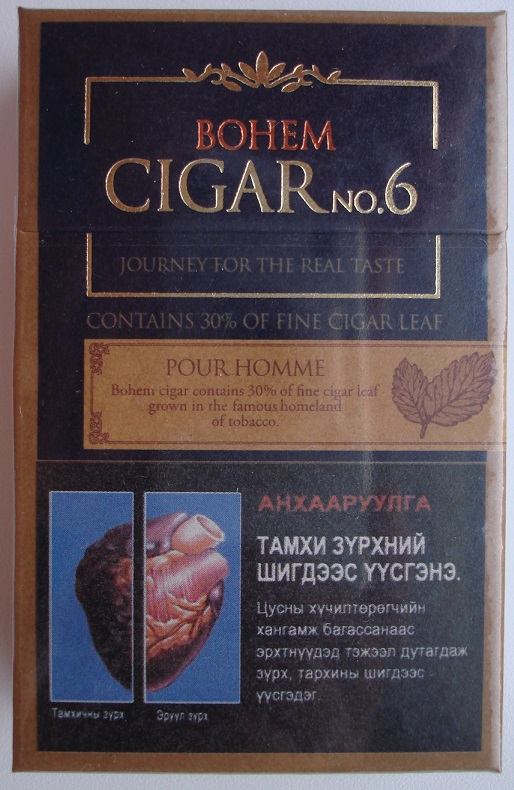 BOHEM
CIGAR NO.6
JOURNEY FOR THE REAL TASTE
CONTAINS 30% OF FINE CIGAR LEAF
POUR HOMME
Bohem cigar contains 30% of fine cigar leaf
grown in the famous homeland
of tobacco.
АНХААРУУЛГА
ТАМХИ ЗҮРХНИЙ
ШИГДЭЭС ҮҮСГЭНЭ.
Цусны хүчилтөрөгчийн
хангамж багассанаас
эрхтнүүдэд тэжээл дутагдаж
зүрх, тархины шигдээс
үүсгэдэг.
Тамхичны зүрх
Эрүүл зүрх